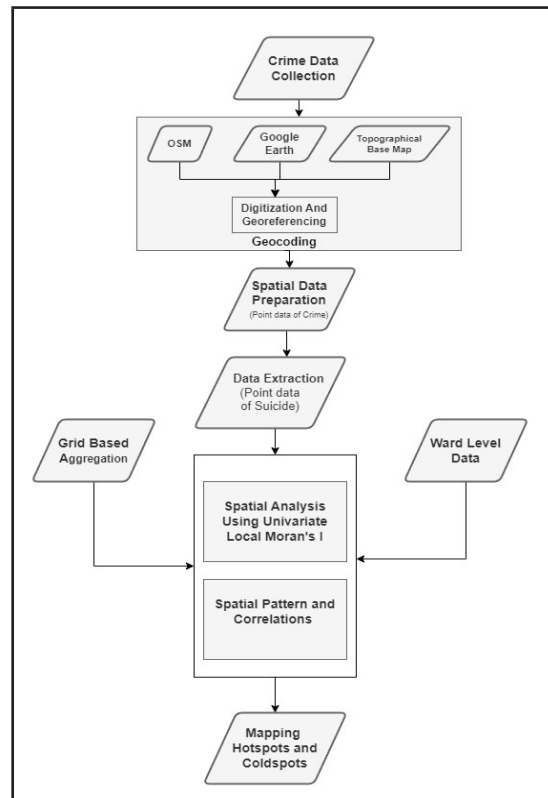 Crime Data
Collection
OSM
Google
Earth
Topographical
Base Map
Digitization And
Georeferencing
Geocoding
Spatial Data
Preparation
(Point data of Crime)
Data Extraction
(Point data
of Suicide)
Grid Based
Aggregation
Ward Level
Data
Spatial Analysis
Using Univariate
Local Moran's I
Spatial Pattern and
Correlations
Mapping
Hotspots and
Coldspots